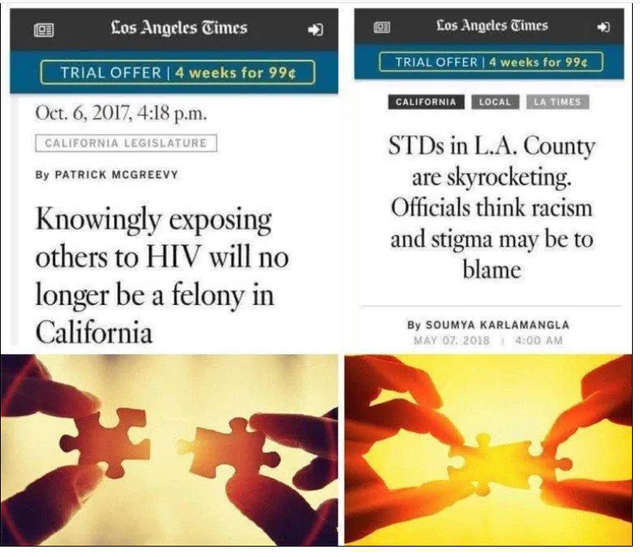 Los Angeles Times
TRIAL OFFER | 4 weeks for 99¢
Oct. 6, 2017, 4:18 p.m.
CALIFORNIA LEGISLATURE
By PATRICK MCGREEVY
Knowingly exposing
others to HIV will no
longer be a felony in
California
Los Angeles Times
TRIAL OFFER | 4 weeks for 99¢
CALIFORNIA LOCAL LA TIMES
STDs in L.A. County
are skyrocketing.
Officials think racism
and stigma may be to
blame
By SOUMYA KARLAMANGLA
MAY 07, 2018 | 4:00 AM